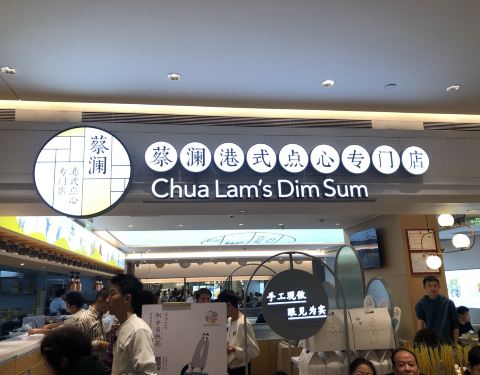 蔡澜
港式点心
专门店
蔡澜港式点心专门店
Chua Lam's Dim Sum
手工现做
眼见为实